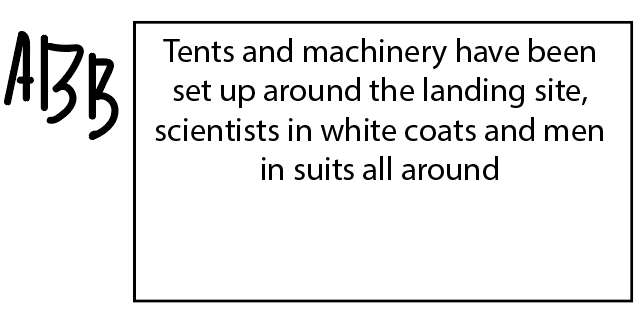 ABB
Tents and machinery have been
set up around the landing site,
scientists in white coats and men
in suits all around